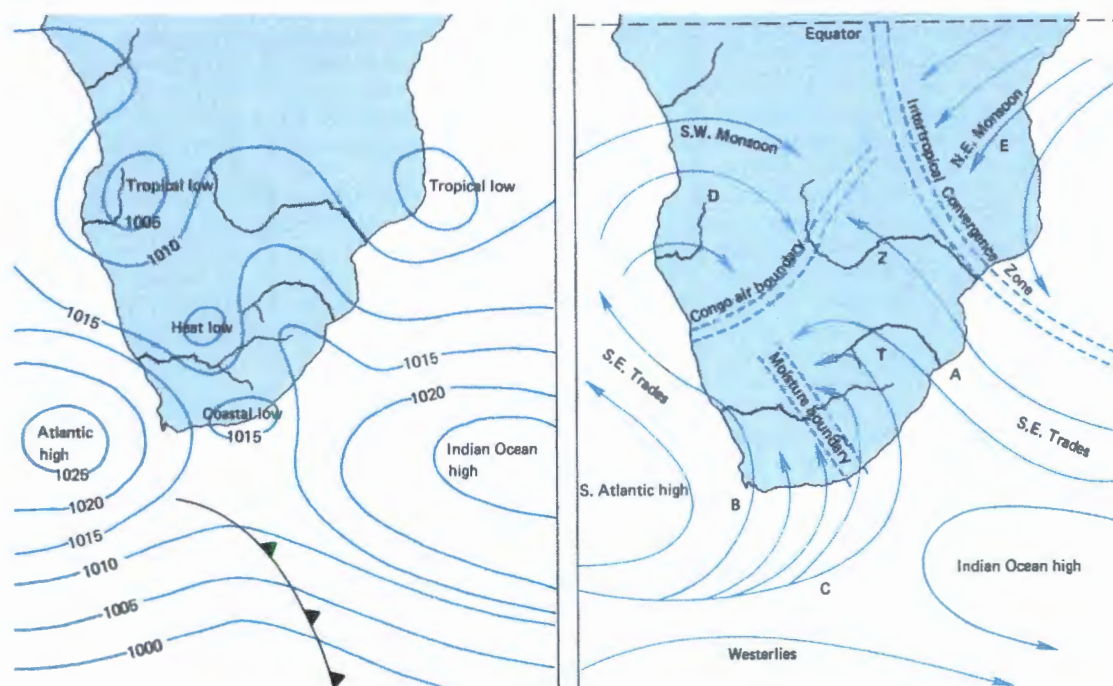 Tropical low
1005
Tropical low
1010
1015
Heat low
1015
1020
Coastal low
1015
Atlantic
high
1025
Indian Ocean
high
1020
1015
1010
1005
1000
Equator
Intertropical
Convergence
Zone
N.E. Monsoon
E
S.W. Monsoon
D
Z
Congo air boundary
S.E. Trades
T
Moisture boundary
A
S.E. Trades
S. Atlantic high
B
C
Indian Ocean high
Westerlies